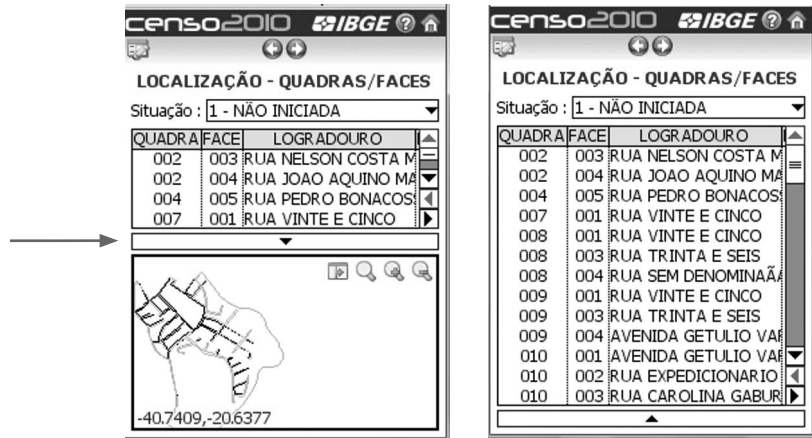 censo2010 IBGE ?
LOCALIZAÇÃO - QUADRAS/FACES
Situação : 1 - NÃO INICIADA
QUADRA FACE LOGRADOURO
002 003 RUA NELSON COSTA M
002 004 RUA JOAO AQUINO MA
004 005 RUA PEDRO BONACOS
007 001 RUA VINTE E CINCO
-40.7409,-20.6377
censo2010 IBGE ?
LOCALIZAÇÃO - QUADRAS/FACES
Situação : 1 - NÃO INICIADA
QUADRA FACE LOGRADOURO
002 003 RUA NELSON COSTA M
002 004 RUA JOAO AQUINO MA
004 005 RUA PEDRO BONACOS
007 001 RUA VINTE E CINCO
008 001 RUA VINTE E CINCO
008 003 RUA TRINTA E SEIS
008 004 RUA SEM DENOMINAÃ
009 001 RUA VINTE E CINCO
009 003 RUA TRINTA E SEIS
009 004 AVENIDA GETULIO VAR
010 001 AVENIDA GETULIO VAR
010 002 RUA EXPEDICIONARIO
010 003 RUA CAROLINA GABUR